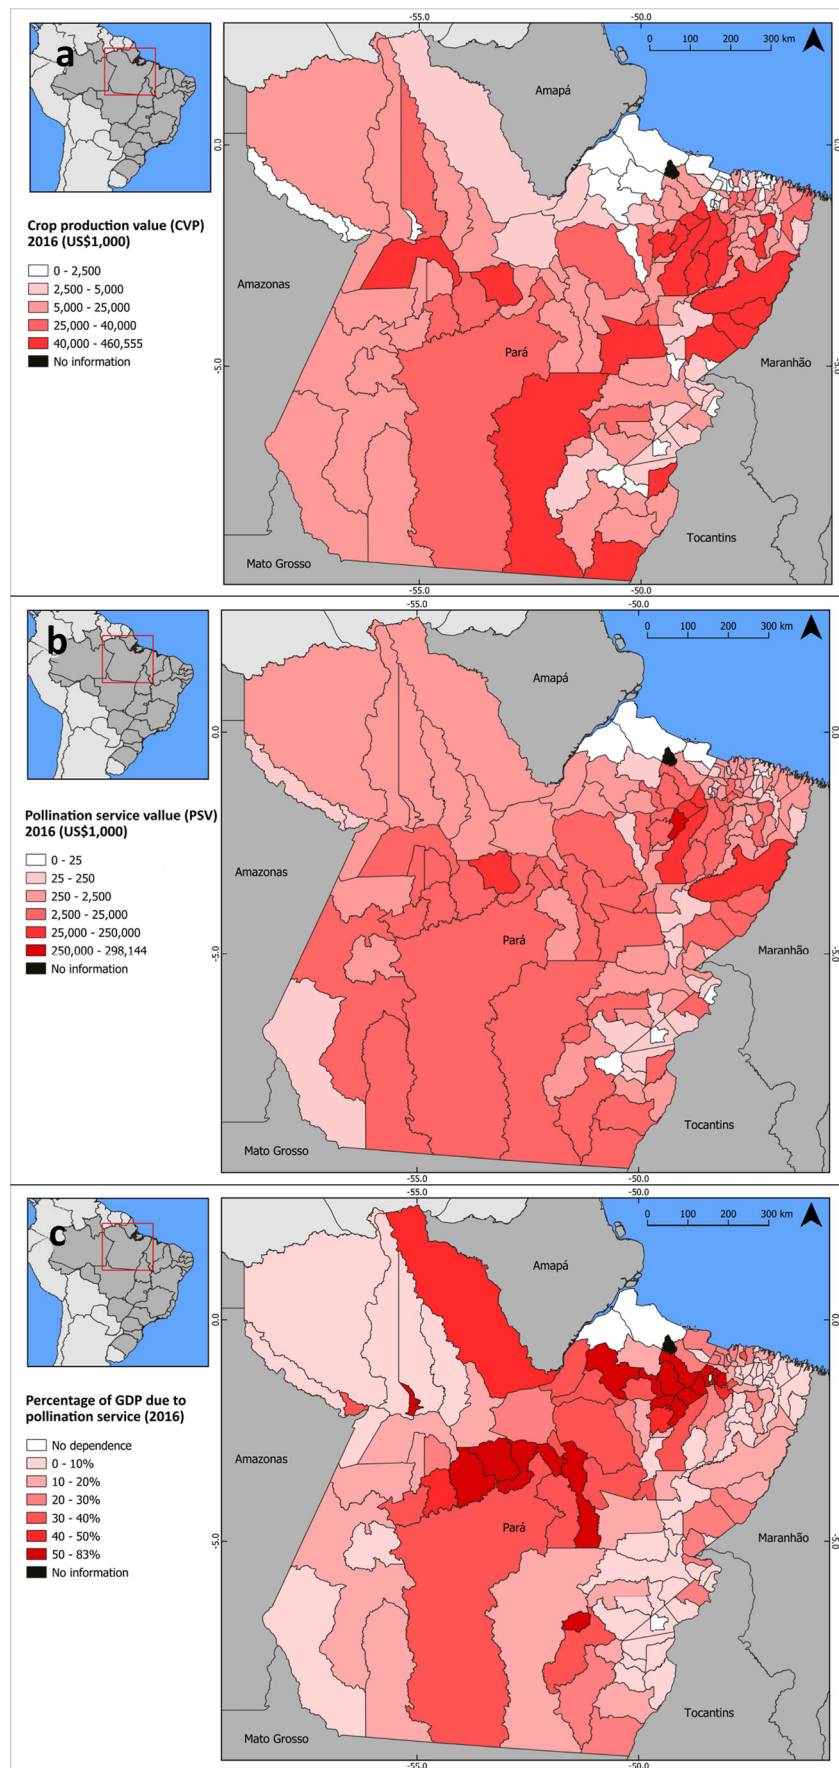 a
-55.0
-50.0
0 100 200 300 km
Amapá
0.0
0.0
Crop production value (CVP)
2016 (US$1,000)
0 - 2,500
2,500 - 5,000
5,000 - 25,000
25,000 - 40,000
40,000 - 460,555
No information
Amazonas
Pará
Maranhão
-5.0
-5.0
Tocantins
Mato Grosso
-55.0
-50.0
b
-55.0
-50.0
0 100 200 300 km
Amapá
0.0
0.0
Pollination service vallue (PSV)
2016 (US$1,000)
0 - 25
25 - 250
250 - 2,500
2,500 - 25,000
25,000 - 250,000
250,000 - 298,144
No information
Amazonas
Pará
Maranhão
-5.0
-5.0
Tocantins
Mato Grosso
-55.0
-50.0
c
-55.0
-50.0
0 100 200 300 km
Amapá
0.0
0.0
Percentage of GDP due to
pollination service (2016)
No dependence
0 - 10%
10 - 20%
20 - 30%
30 - 40%
40 - 50%
50 - 83%
No information
Amazonas
Pará
Maranhão
-5.0
-5.0
Tocantins
Mato Grosso
-55.0
-50.0